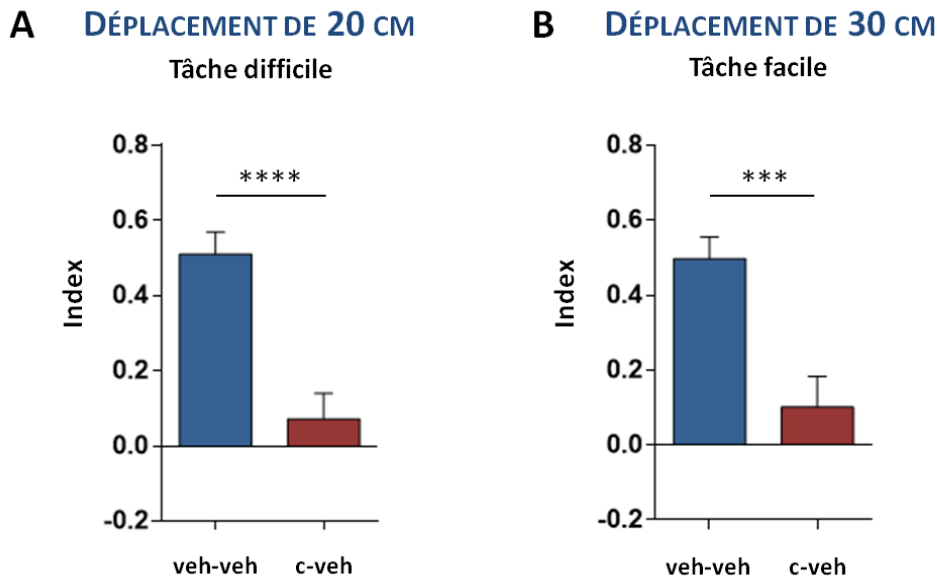 A DÉPLACEMENT DE 20 CM
Tâche difficile
0.8
0.6
0.4
0.2
0.0
-0.2
Index
****
veh-veh c-veh
B DÉPLACEMENT DE 30 CM
Tâche facile
0.8
0.6
0.4
0.2
0.0
-0.2
Index
***
veh-veh c-veh